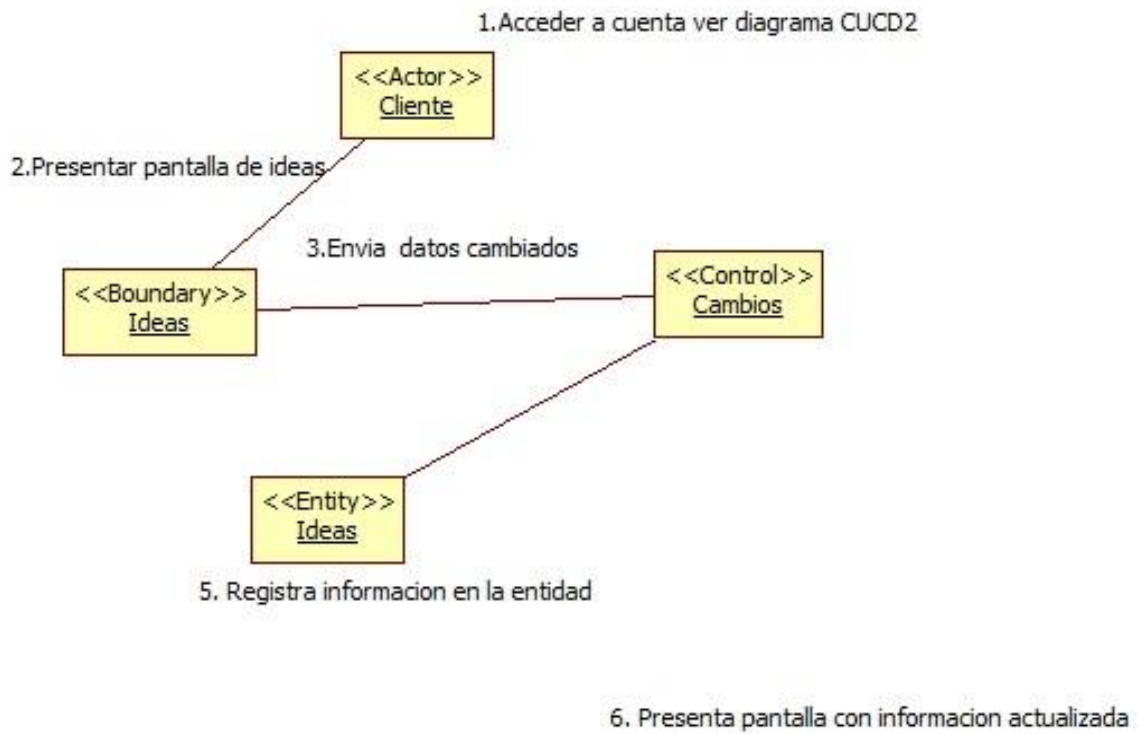 1.Acceder a cuenta ver diagrama CUCD2
<<Actor>>
Cliente
2.Presentar pantalla de ideas
3.Envia datos cambiados
<<Boundary>>
Ideas
<<Control>>
Cambios
<<Entity>>
Ideas
5. Registra informacion en la entidad
6. Presenta pantalla con informacion actualizada